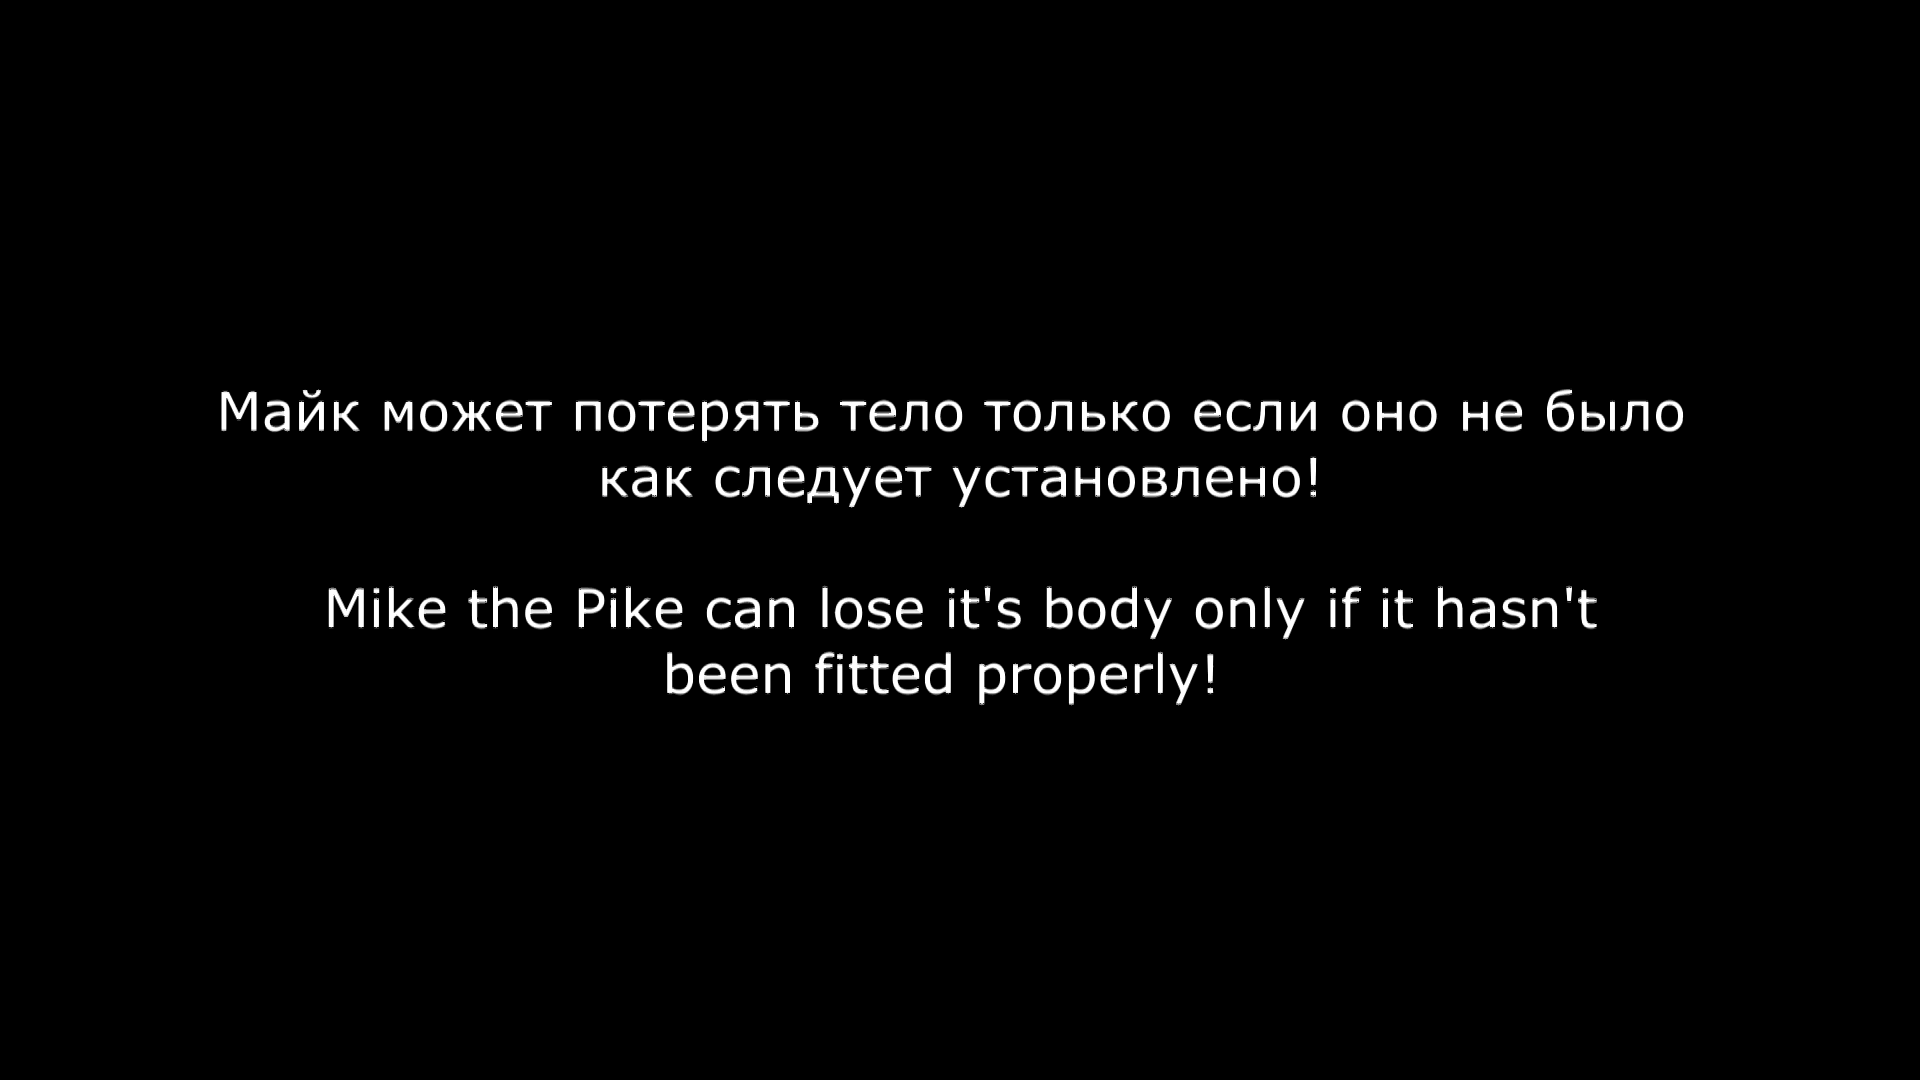 Майк может потерять тело только если оно не было
как следует установлено!
Mike the Pike can lose it's body only if it hasn't
been fitted properly!